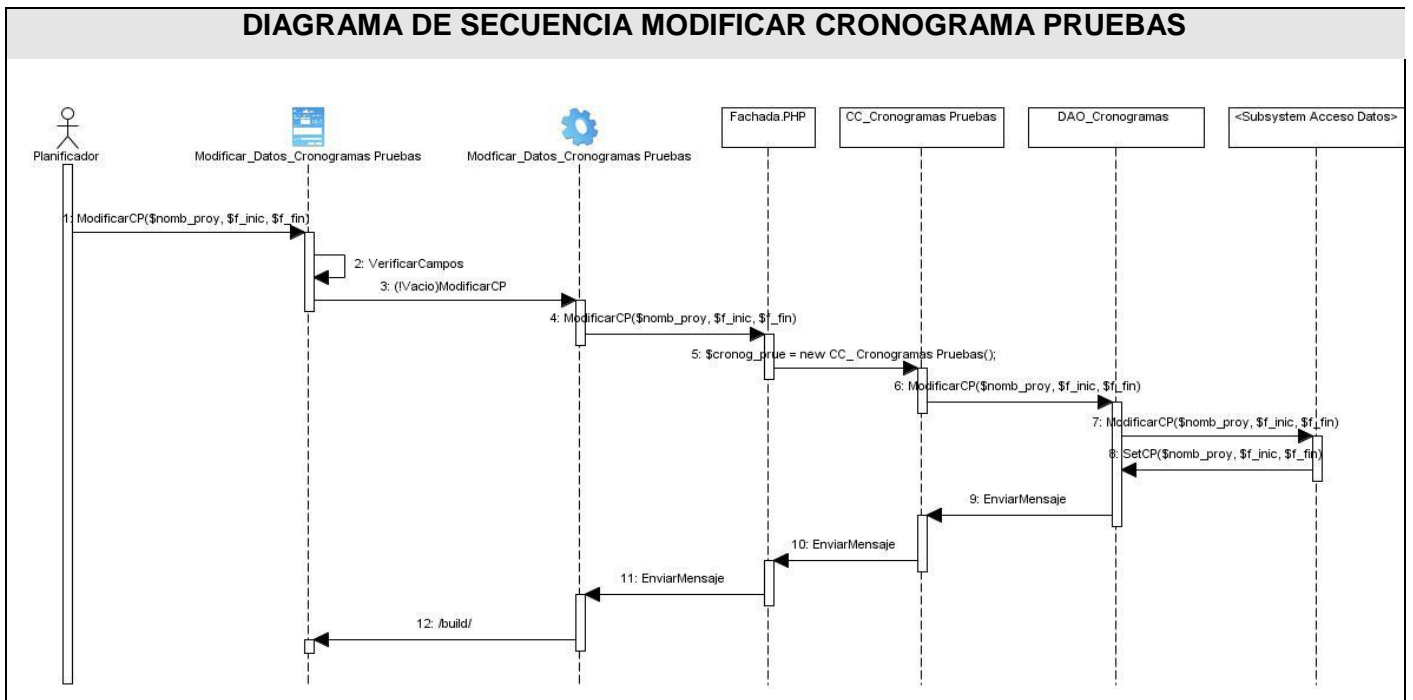 DIAGRAMA DE SECUENCIA MODIFICAR CRONOGRAMA PRUEBAS
Planificador
Modificar_Datos_Cronogramas Pruebas
Modficar_Datos_Cronogramas Pruebas
Fachada.PHP
CC_Cronogramas Pruebas
DAO_Cronogramas
<Subsystem Acceso Datos>
1: ModificarCP($nomb_proy, $f_inic, $f_fin)
2: VerificarCampos
3: (!Vacio)ModificarCP
4: ModificarCP($nomb_proy, $f_inic, $f_fin)
5: $cronog_prue = new CC_ Cronogramas Pruebas();
6: ModificarCP($nomb_proy, $f_inic, $f_fin)
7: ModificarCP($nomb_proy, $f_inic, $f_fin)
8: SetCP($nomb_proy, $f_inic, $f_fin)
9: EnviarMensaje
10: EnviarMensaje
11: EnviarMensaje
12: /build/